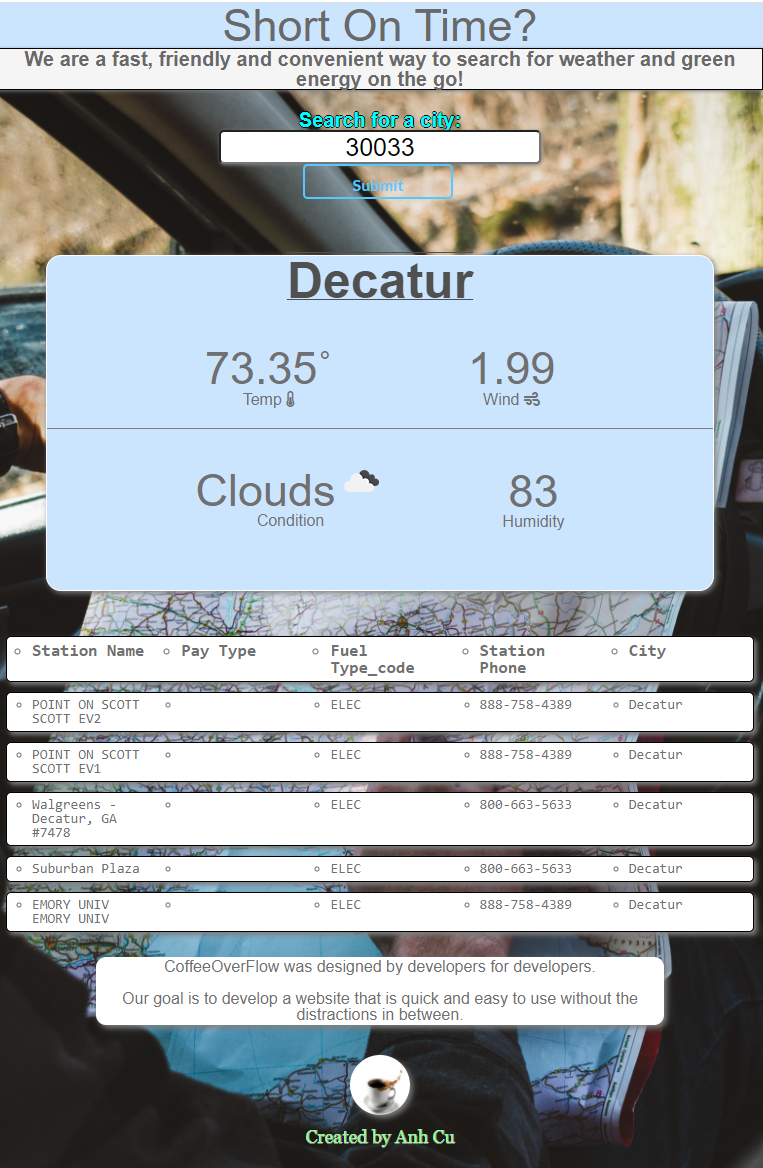 Short On Time?
We are a fast, friendly and convenient way to search for weather and green
energy on the go!
Search for a city:
30033
Submit
Decatur
73.35° 1.99
Temp Wind
Clouds 83
Condition Humidity
Station Name Pay Type Fuel Station City
Type_code Phone
POINT ON SCOTT ELEC 888-758-4389 Decatur
SCOTT EV2
POINT ON SCOTT ELEC 888-758-4389 Decatur
SCOTT EV1
Walgreens - ELEC 800-663-5633 Decatur
Decatur, GA
#7478
Suburban Plaza ELEC 800-663-5633 Decatur
EMORY UNIV ELEC 888-758-4389 Decatur
EMORY UNIV
CoffeeOverFlow was designed by developers for developers.
Our goal is to develop a website that is quick and easy to use without the
distractions in between.
Created by Anh Cu